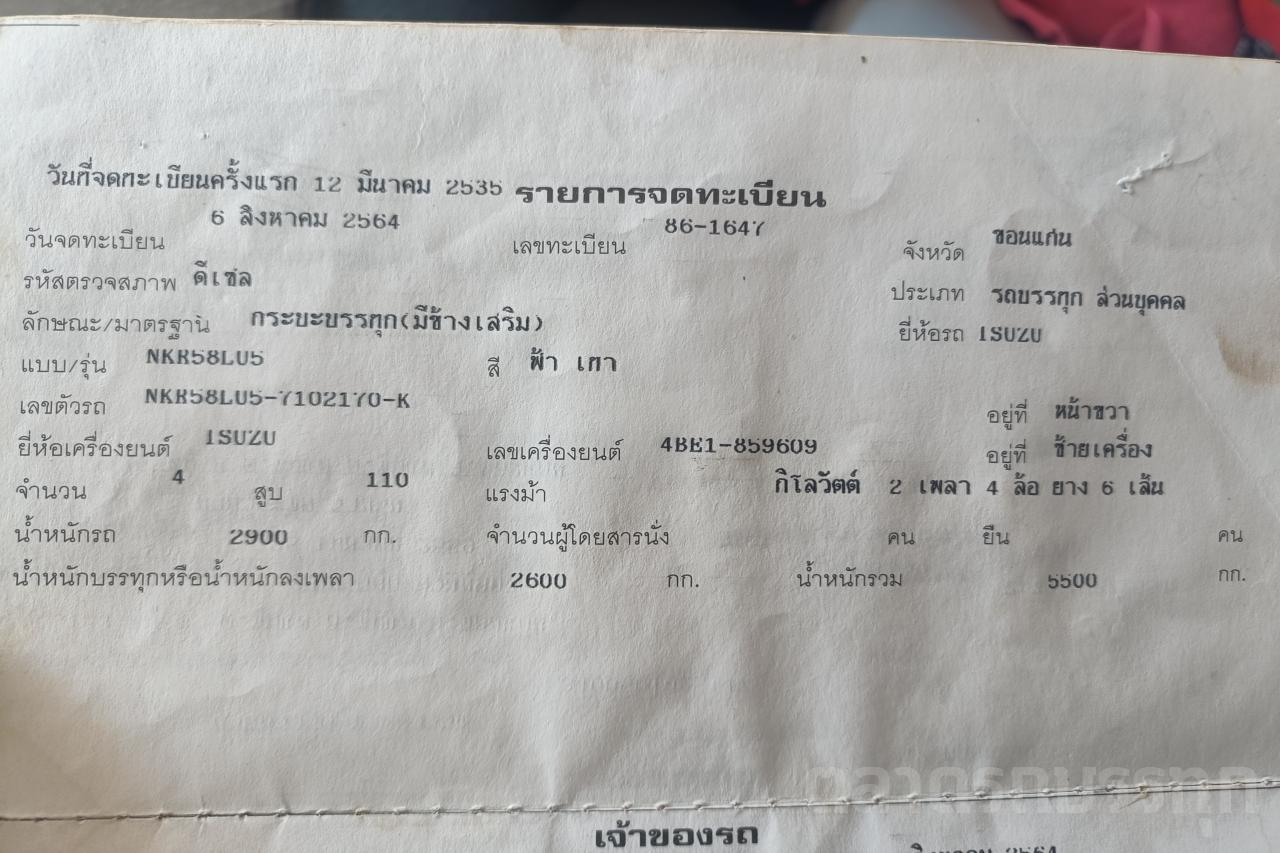 วันที่จดทะเบียนครั้งแรก 12 มีนาคม 2535 รายการจดทะเบียน
วันจดทะเบียน 6 สิงหาคม 2564 เลขทะเบียน 86-1647 จังหวัด ขอนแก่น
รหัสตรวจสภาพ ดีเซล ประเภท รถบรรทุก ส่วนบุคคล
ลักษณะ/มาตรฐาน กระบะบรรทุก(มีข้างเสริม) ยี่ห้อรถ ISUZU
แบบ/รุ่น NKR58LU5 สี ฟ้า เทา
เลขตัวรถ NKR58LU5-7102170-K อยู่ที่ หน้าขวา
ยี่ห้อเครื่องยนต์ ISUZU เลขเครื่องยนต์ 4BE1-859609 อยู่ที่ ซ้ายเครื่อง
จำนวน 4 สูบ 110 แรงม้า กิโลวัตต์ 2 เพลา 4 ล้อ ยาง 6 เส้น
น้ำหนักรถ 2900 กก. จำนวนผู้โดยสารนั่ง คน ยืน คน
น้ำหนักบรรทุกหรือน้ำหนักลงเพลา 2600 กก. น้ำหนักรวม 5500 กก.
เจ้าของรถ